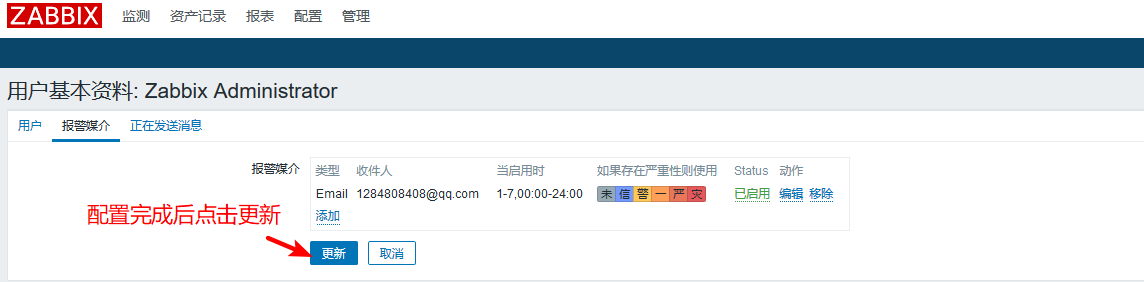 ZABBIX 监测 资产记录 报表 配置 管理
用户基本资料: Zabbix Administrator
用户 报警媒介 正在发送消息
报警媒介 类型 收件人 当启用时 如果存在严重性则使用 Status 动作
Email 1284808408@qq.com 1-7,00:00-24:00 未 信 警 一 严 灾 已启用 编辑 移除
添加
配置完成后点击更新
更新 取消